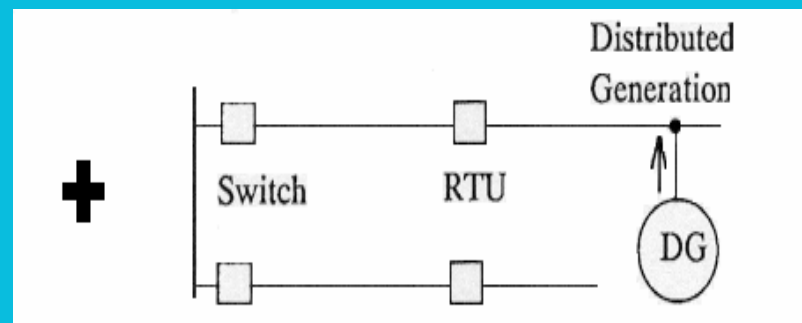 Distributed
Generation
Switch
RTU
DG